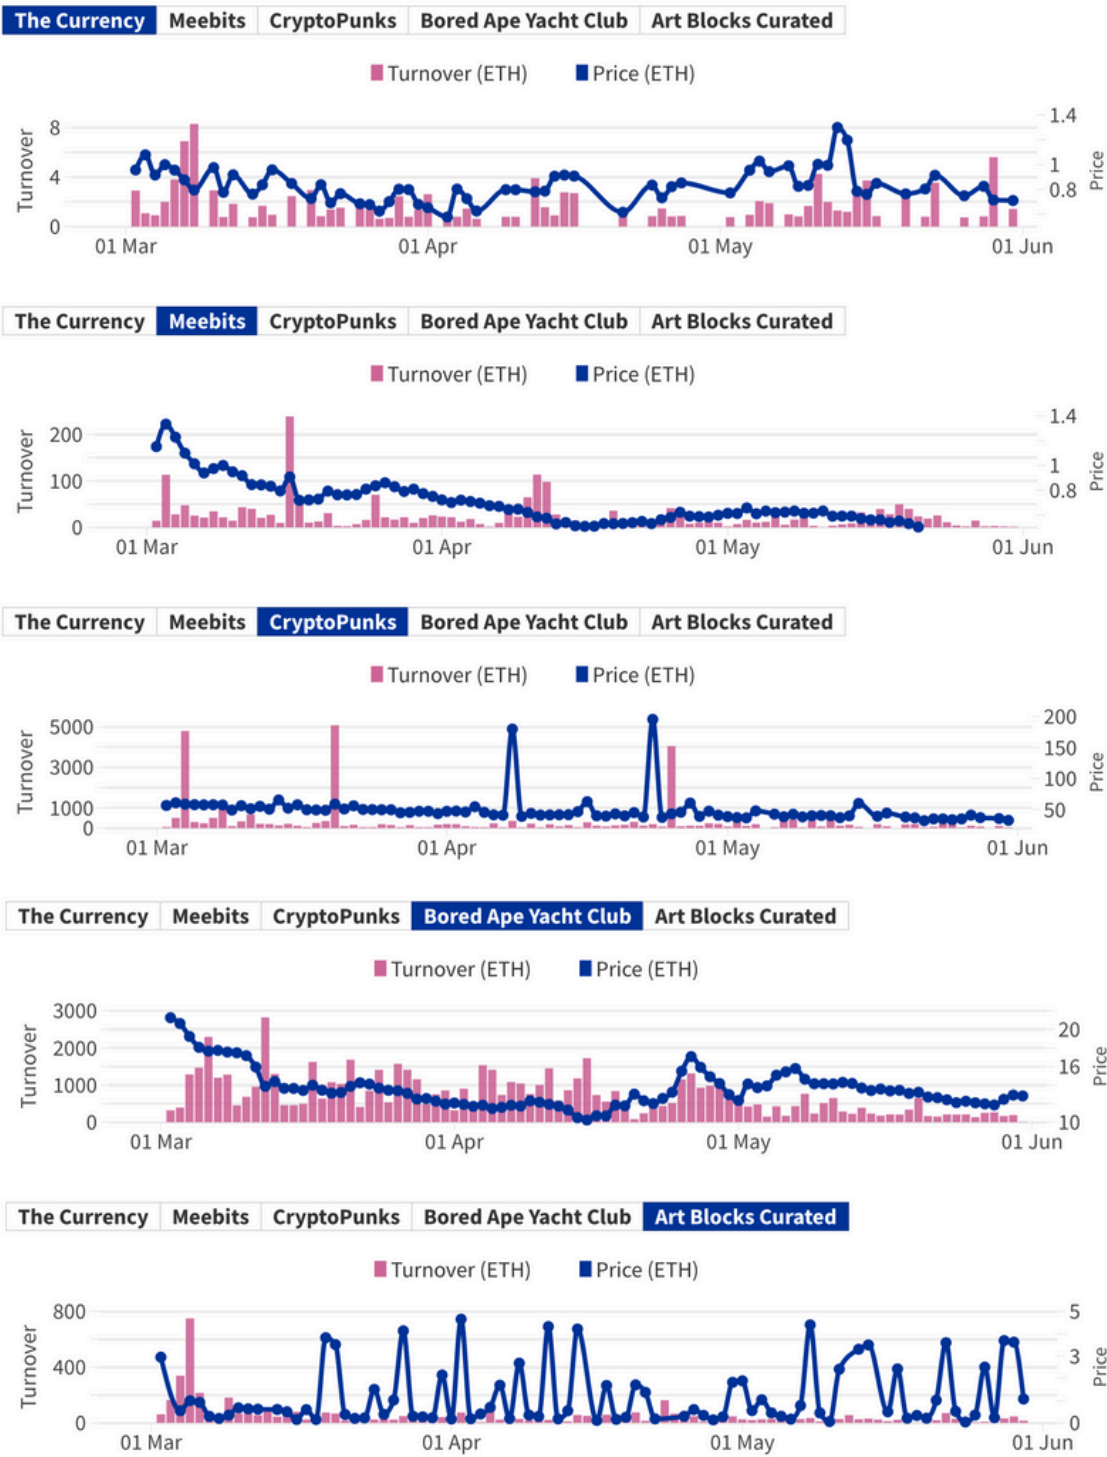 The Currency Meebits CryptoPunks Bored Ape Yacht Club Art Blocks Curated
Turnover (ETH) Price (ETH)
Turnover
8
4
0
1.4
1
0.8
Price
01 Mar 01 Apr 01 May 01 Jun
The Currency Meebits CryptoPunks Bored Ape Yacht Club Art Blocks Curated
Turnover (ETH) Price (ETH)
Turnover
200
100
0
1.4
1
0.8
Price
01 Mar 01 Apr 01 May 01 Jun
The Currency Meebits CryptoPunks Bored Ape Yacht Club Art Blocks Curated
Turnover (ETH) Price (ETH)
Turnover
5000
3000
1000
0
200
150
100
50
Price
01 Mar 01 Apr 01 May 01 Jun
The Currency Meebits CryptoPunks Bored Ape Yacht Club Art Blocks Curated
Turnover (ETH) Price (ETH)
Turnover
3000
2000
1000
0
20
16
10
Price
01 Mar 01 Apr 01 May 01 Jun
The Currency Meebits CryptoPunks Bored Ape Yacht Club Art Blocks Curated
Turnover (ETH) Price (ETH)
Turnover
800
400
0
5
3
0
Price
01 Mar 01 Apr 01 May 01 Jun